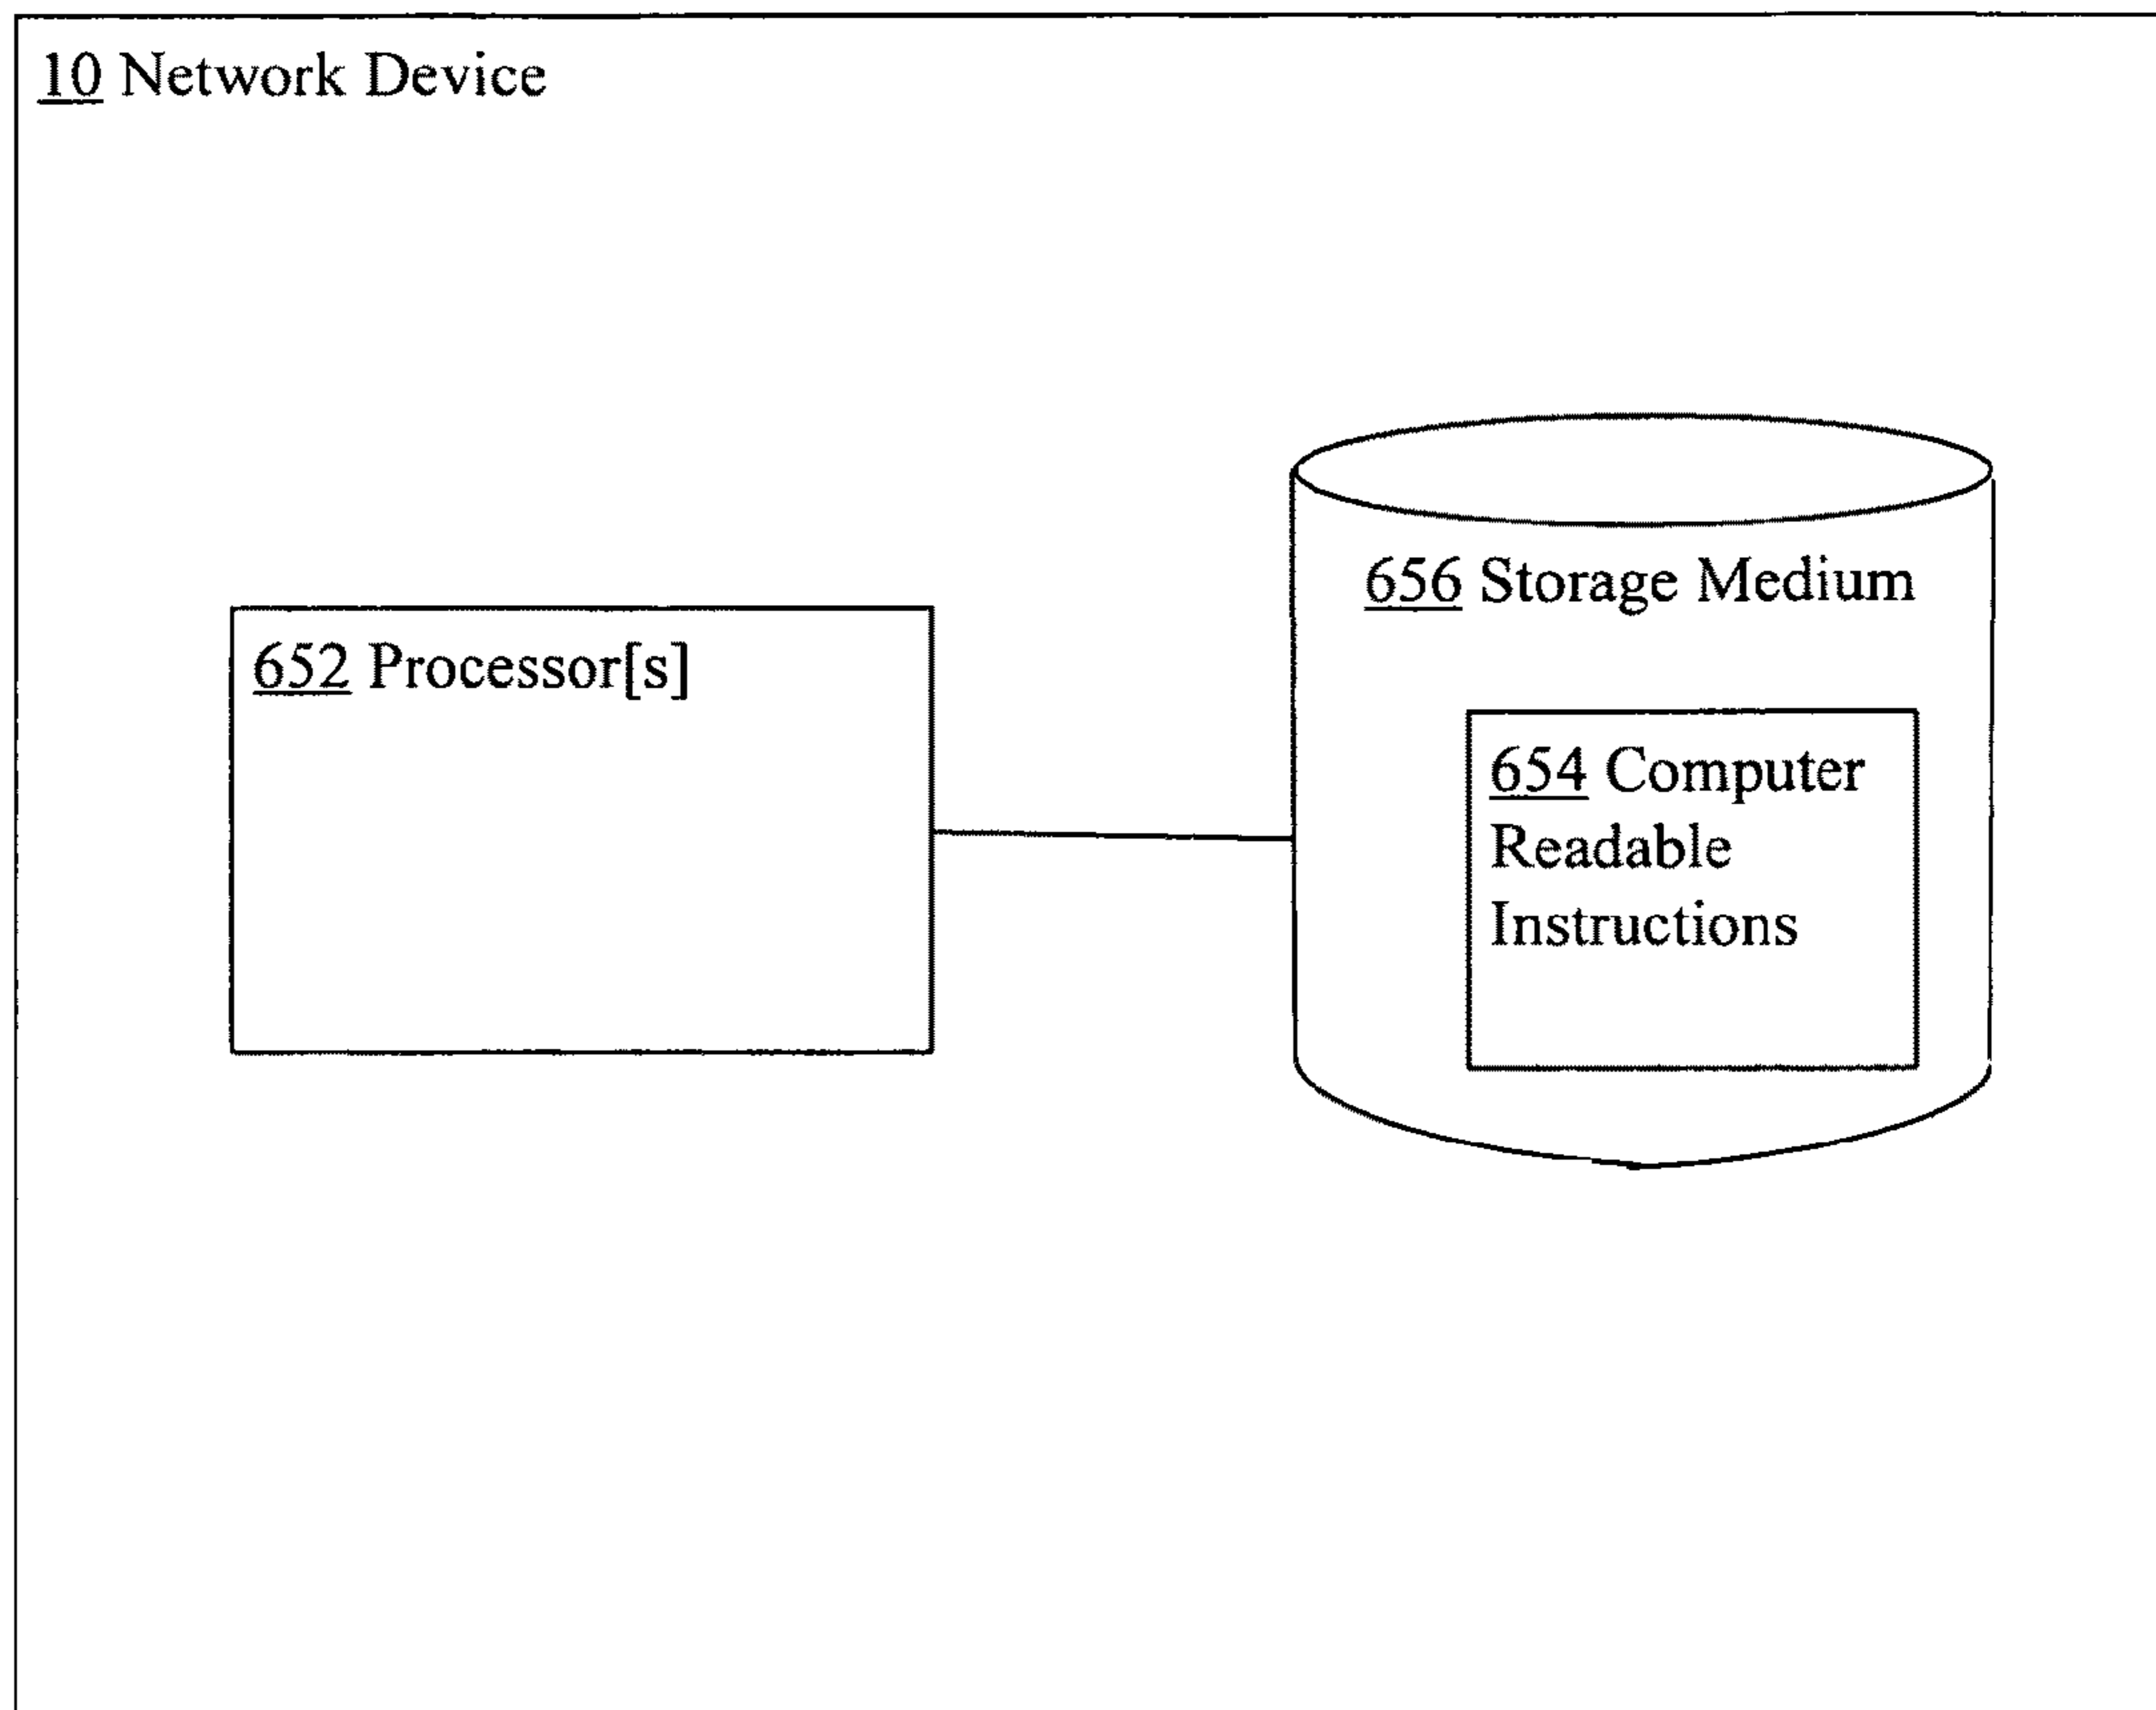 10 Network Device
656 Storage Medium
652 Processor[s]
654 Computer
Readable
Instructions